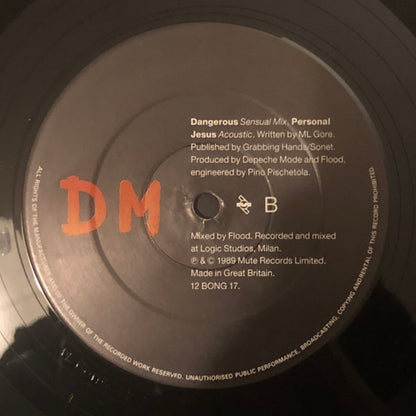 Dangerous Sensual Mix, Personal
Jesus Acoustic, Written by ML Gore.
Published by Grabbing Hands/Sonet.
Produced by Depeche Mode and Flood,
engineered by Pino Pischetola.
DM
B
Mixed by Flood. Recorded and mixed
at Logic Studios, Milan.
℗ & © 1989 Mute Records Limited.
Made in Great Britain.
12 BONG 17.
ALL RIGHTS OF THE MANUFACTURER AND OF THE OWNER OF THE RECORDED WORK RESERVED. UNAUTHORISED PUBLIC PERFORMANCE, BROADCASTING, COPYING AND RENTAL OF THIS RECORD PROHIBITED.